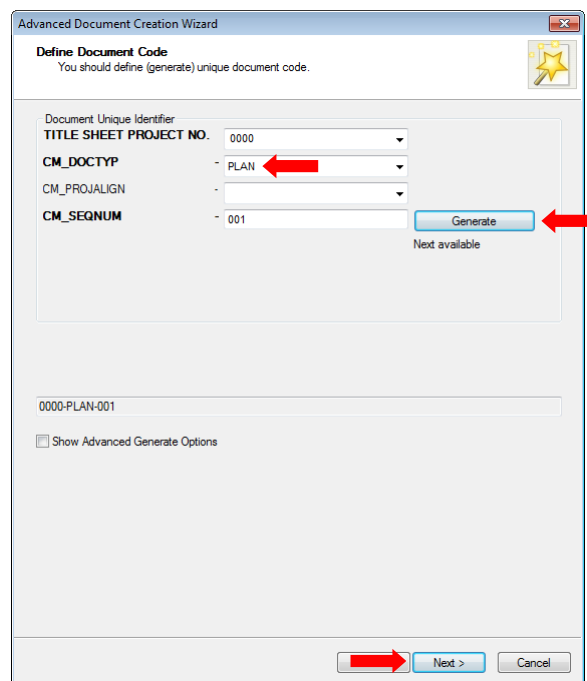 Advanced Document Creation Wizard
Define Document Code
You should define (generate) unique document code.
Document Unique Identifier
TITLE SHEET PROJECT NO. 0000
CM_DOCTYP - PLAN
CM_PROJALIGN -
CM_SEQNUM - 001 Generate
Next available
0000-PLAN-001
Show Advanced Generate Options
Next > Cancel